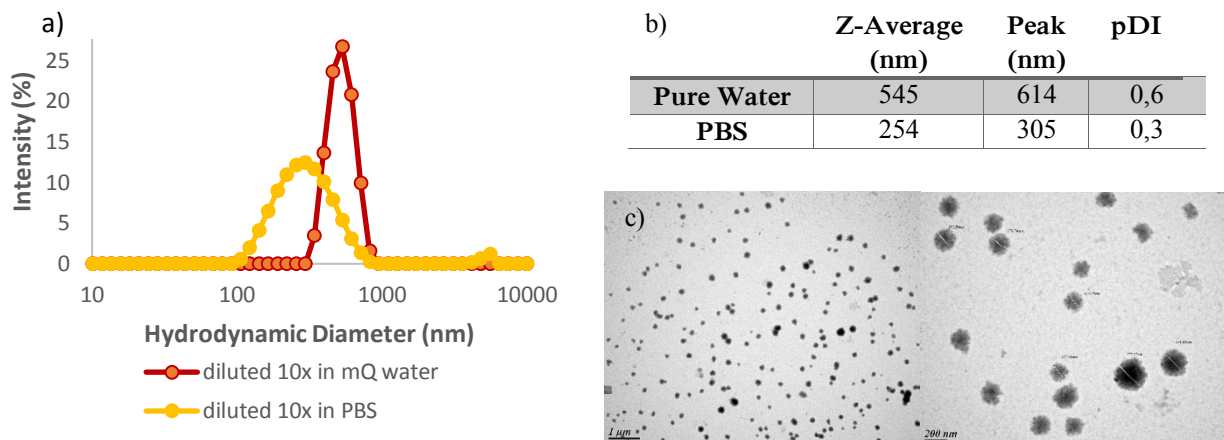 a)
25
20
15
10
5
0
Intensity (%)
10 100 1000 10000
Hydrodynamic Diameter (nm)
diluted 10x in mQ water
diluted 10x in PBS
b)
Z-Average (nm) Peak (nm) pDI
Pure Water 545 614 0,6
PBS 254 305 0,3
c)
1 µm
200 nm